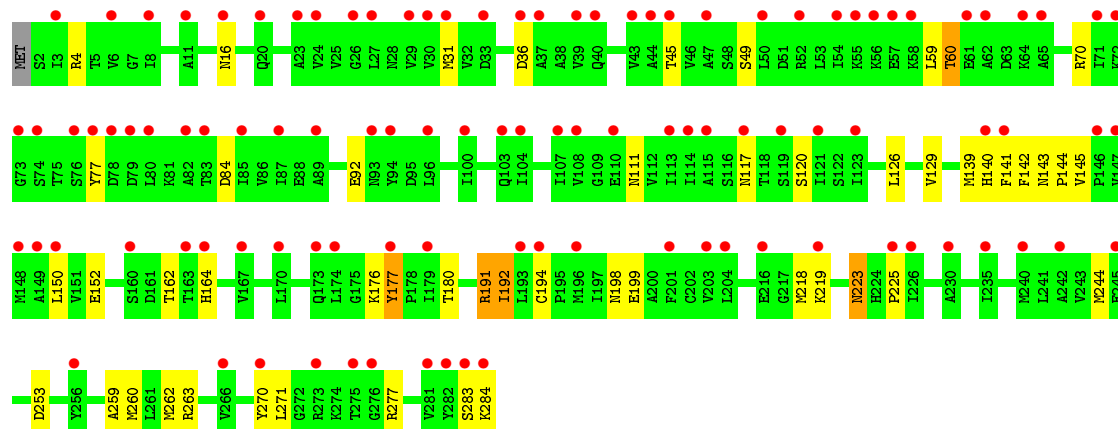 MET S2 I3 R4 T5 V6 G7 I8 A11 N16 Q20 A23 V24 V25 G26 L27 N28 V29 V30 M31 V32 D33 D36 A37 A38 V39 Q40 V43 A44 T45 V46 A47 S48 S49 L50 D51 R52 L53 I54 K55 K56 E57 K58 L59 T60 E61 A62 D63 K64 A65 R70 I71 K72
G73 S74 T75 S76 Y77 D78 D79 L80 K81 A82 T83 D84 I85 V86 I87 E88 A89 E92 N93 Y94 D95 L96 I100 Q103 I104 I107 V108 G109 E110 N111 V112 I113 I114 A115 S116 N117 T118 S119 S120 I121 S122 I123 L126 V129 M139 H140 F141 F142 N143 P144 V145 P146 V147
M148 A149 L150 V151 E152 S160 D161 T162 T163 H164 V167 L170 Q173 L174 G175 K176 Y177 P178 I179 T180 R191 I192 L193 C194 P195 M196 I197 N198 E199 A200 F201 C202 V203 L204 E216 G217 M218 K219 N223 H224 P225 I226 A230 I235 M240 L241 A242 V243 M244
D253 Y256 A259 M260 L261 M262 R263 V266 Y270 L271 G272 R273 K274 T275 G276 R277 V281 Y282 S283 K284